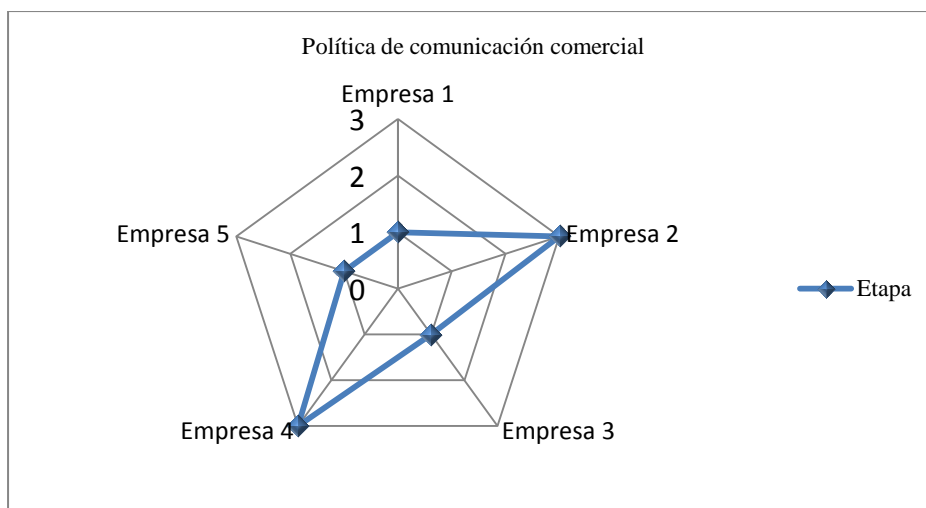 Política de comunicación comercial
Empresa 1
3
2
1
0
Empresa 5
Empresa 2
Empresa 4
Empresa 3
Etapa